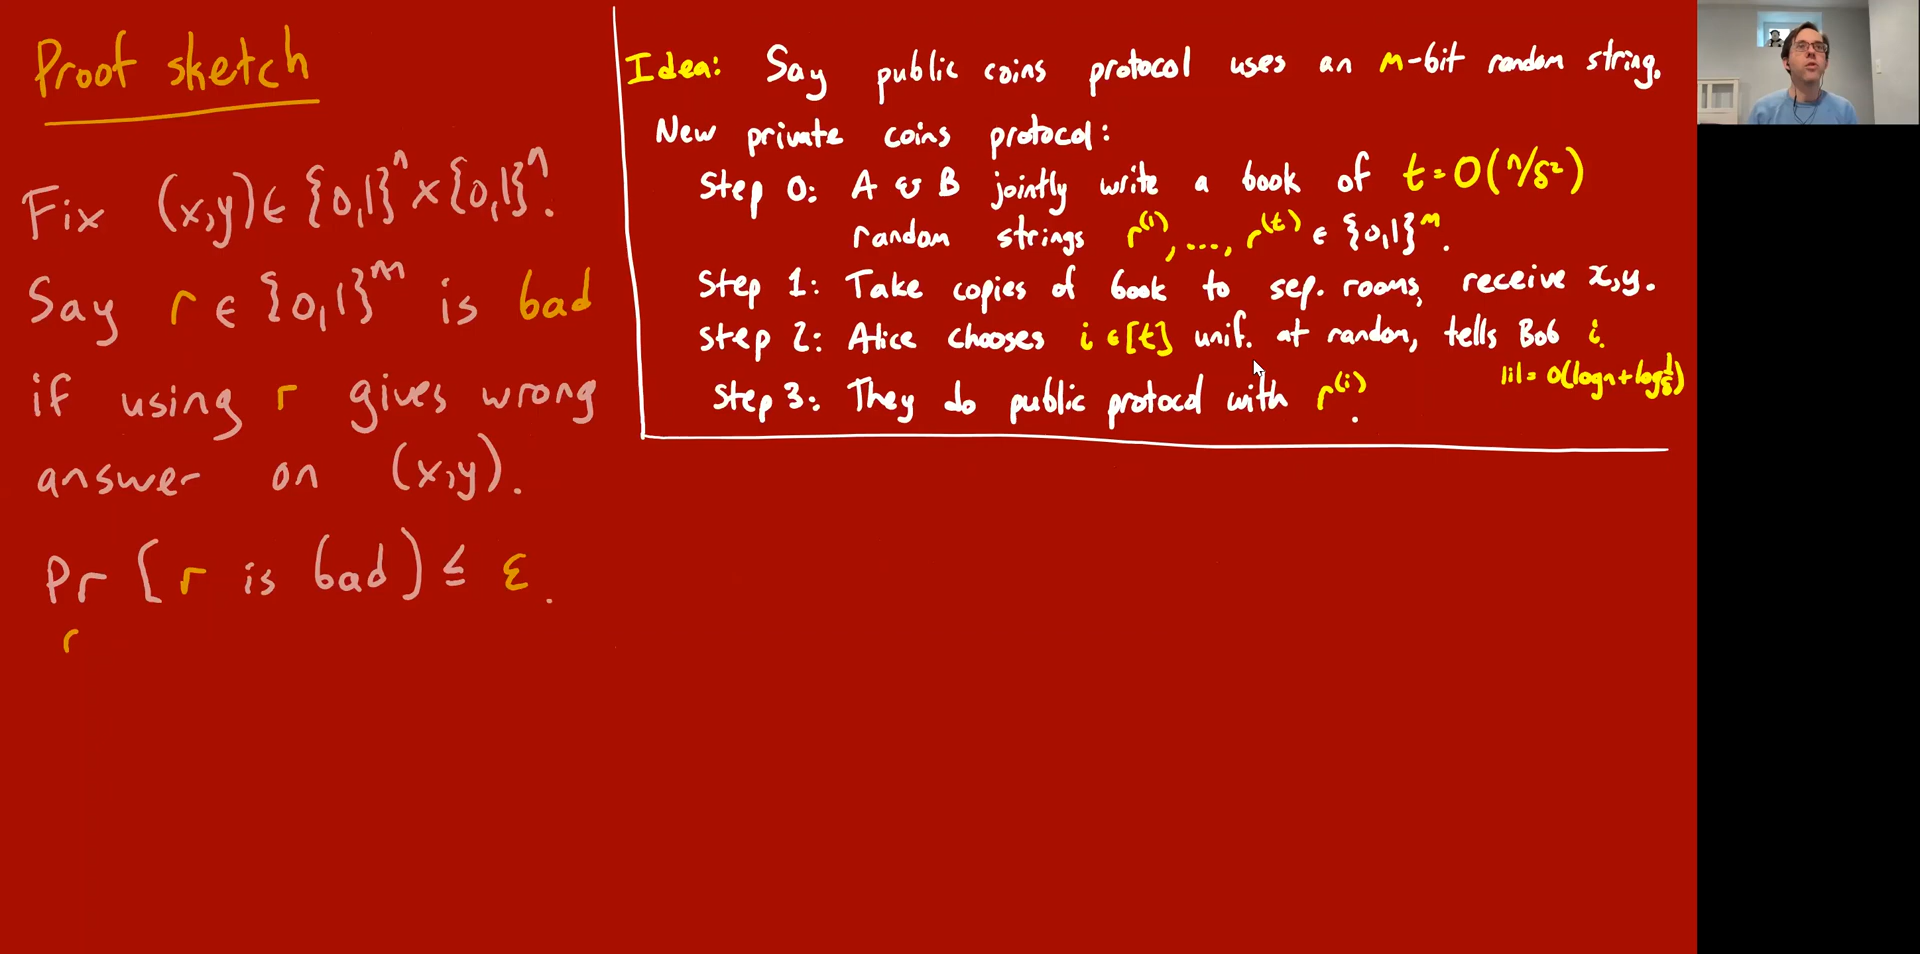 Proof sketch
Fix (x,y) ∈ {0,1}ⁿ × {0,1}ⁿ.
Say r ∈ {0,1}ᵐ is bad
if using r gives wrong
answer on (x,y).
Pr [r is bad] ≤ ε.
r
Idea: Say public coins protocol uses an m-bit random string.
New private coins protocol:
Step 0: A & B jointly write a book of t = O(n/δ²)
random strings r⁽¹⁾, ..., r⁽ᵗ⁾ ∈ {0,1}ᵐ.
Step 1: Take copies of book to sep. rooms, receive x,y.
Step 2: Alice chooses i ∈ [t] unif. at random, tells Bob i.
|i| = O(log n + log 1/δ)
Step 3: They do public protocol with r⁽ⁱ⁾.